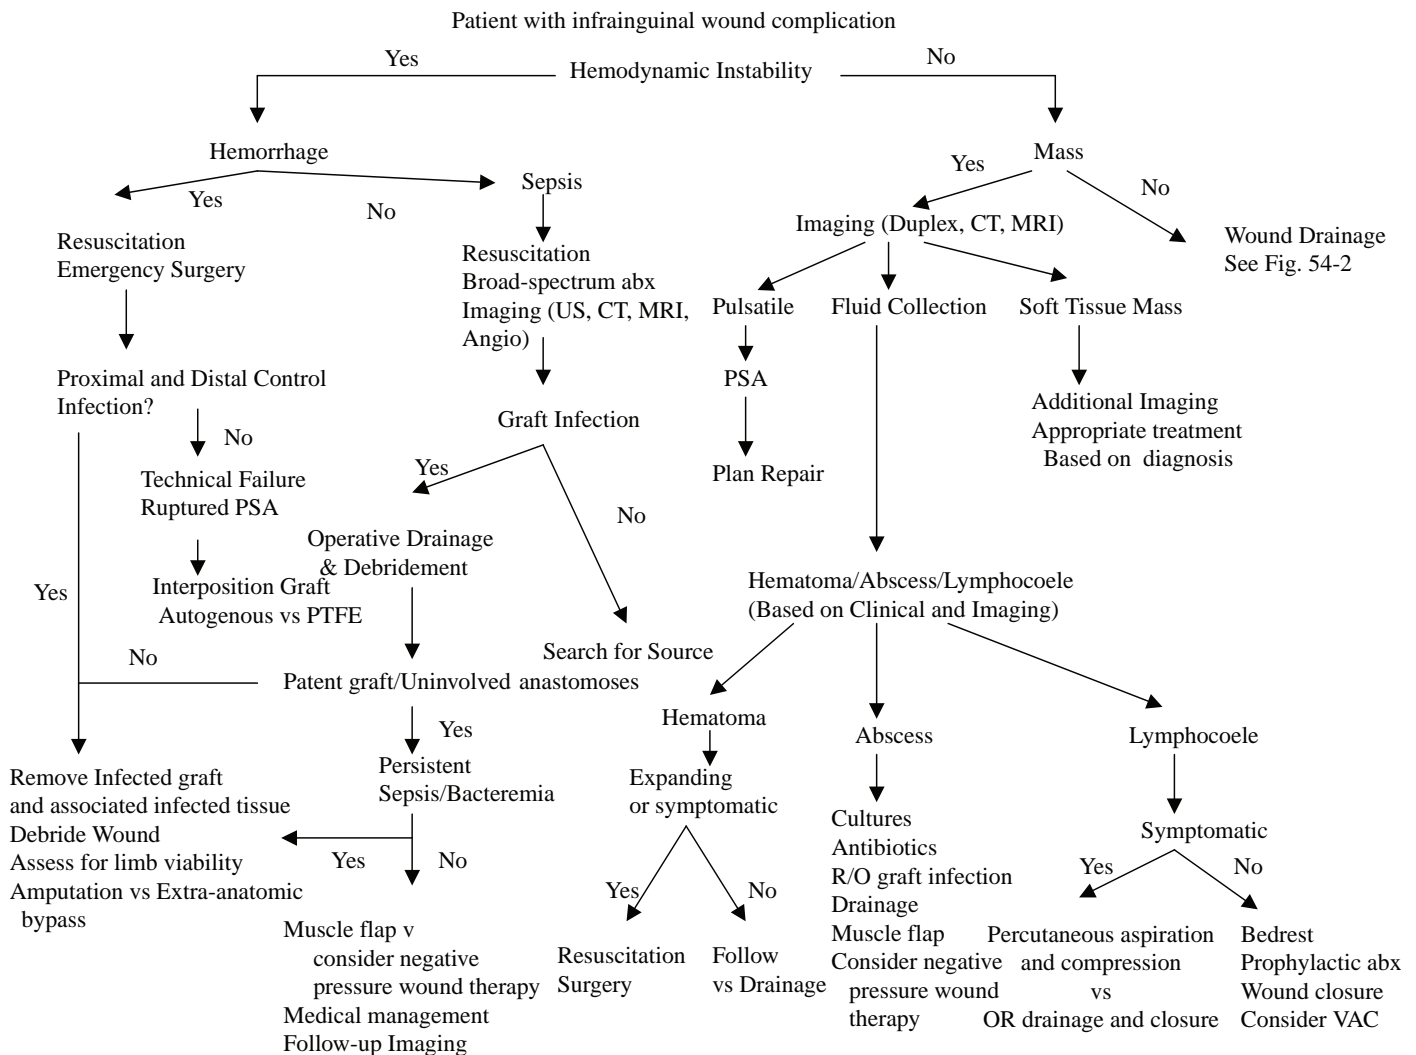 Patient with infrainguinal wound complication
Yes
Hemodynamic Instability
No
Hemorrhage
Mass
Yes
No
Sepsis
Yes
No
Resuscitation
Emergency Surgery
Resuscitation
Broad-spectrum abx
Imaging (US, CT, MRI,
Angio)
Imaging (Duplex, CT, MRI)
Wound Drainage
See Fig. 54-2
Pulsatile
Fluid Collection
Soft Tissue Mass
Proximal and Distal Control
Infection?
PSA
Additional Imaging
Appropriate treatment
Based on diagnosis
Graft Infection
No
Technical Failure
Ruptured PSA
Yes
No
Plan Repair
Operative Drainage
& Debridement
Yes
Interposition Graft
Autogenous vs PTFE
Hematoma/Abscess/Lymphocoele
(Based on Clinical and Imaging)
Search for Source
No
Patent graft/Uninvolved anastomoses
Yes
Hematoma
Abscess
Lymphocoele
Remove Infected graft
and associated infected tissue
Debride Wound
Assess for limb viability
Amputation vs Extra-anatomic
bypass
Persistent
Sepsis/Bacteremia
Yes
No
Expanding
or symptomatic
Yes
No
Cultures
Antibiotics
R/O graft infection
Drainage
Muscle flap
Consider negative
pressure wound
therapy
Symptomatic
Yes
No
Muscle flap v
consider negative
pressure wound therapy
Medical management
Follow-up Imaging
Resuscitation
Surgery
Follow
vs Drainage
Percutaneous aspiration
and compression
vs
OR drainage and closure
Bedrest
Prophylactic abx
Wound closure
Consider VAC